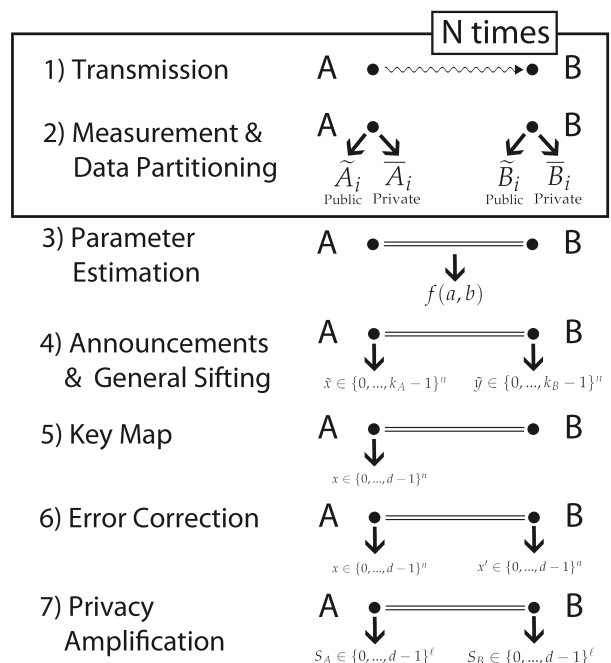 N times
1) Transmission A B
2) Measurement & A B
Data Partitioning Ã_i A̅_i B̃_i B̅_i
Public Private Public Private
3) Parameter A B
Estimation f(a, b)
4) Announcements A B
& General Sifting x̃ ∈ {0, ..., k_A − 1}^n ỹ ∈ {0, ..., k_B − 1}^n
5) Key Map A B
x ∈ {0, ..., d − 1}^n
6) Error Correction A B
x ∈ {0, ..., d − 1}^n x′ ∈ {0, ..., d − 1}^n
7) Privacy A B
Amplification S_A ∈ {0, ..., d − 1}^ℓ S_B ∈ {0, ..., d − 1}^ℓ